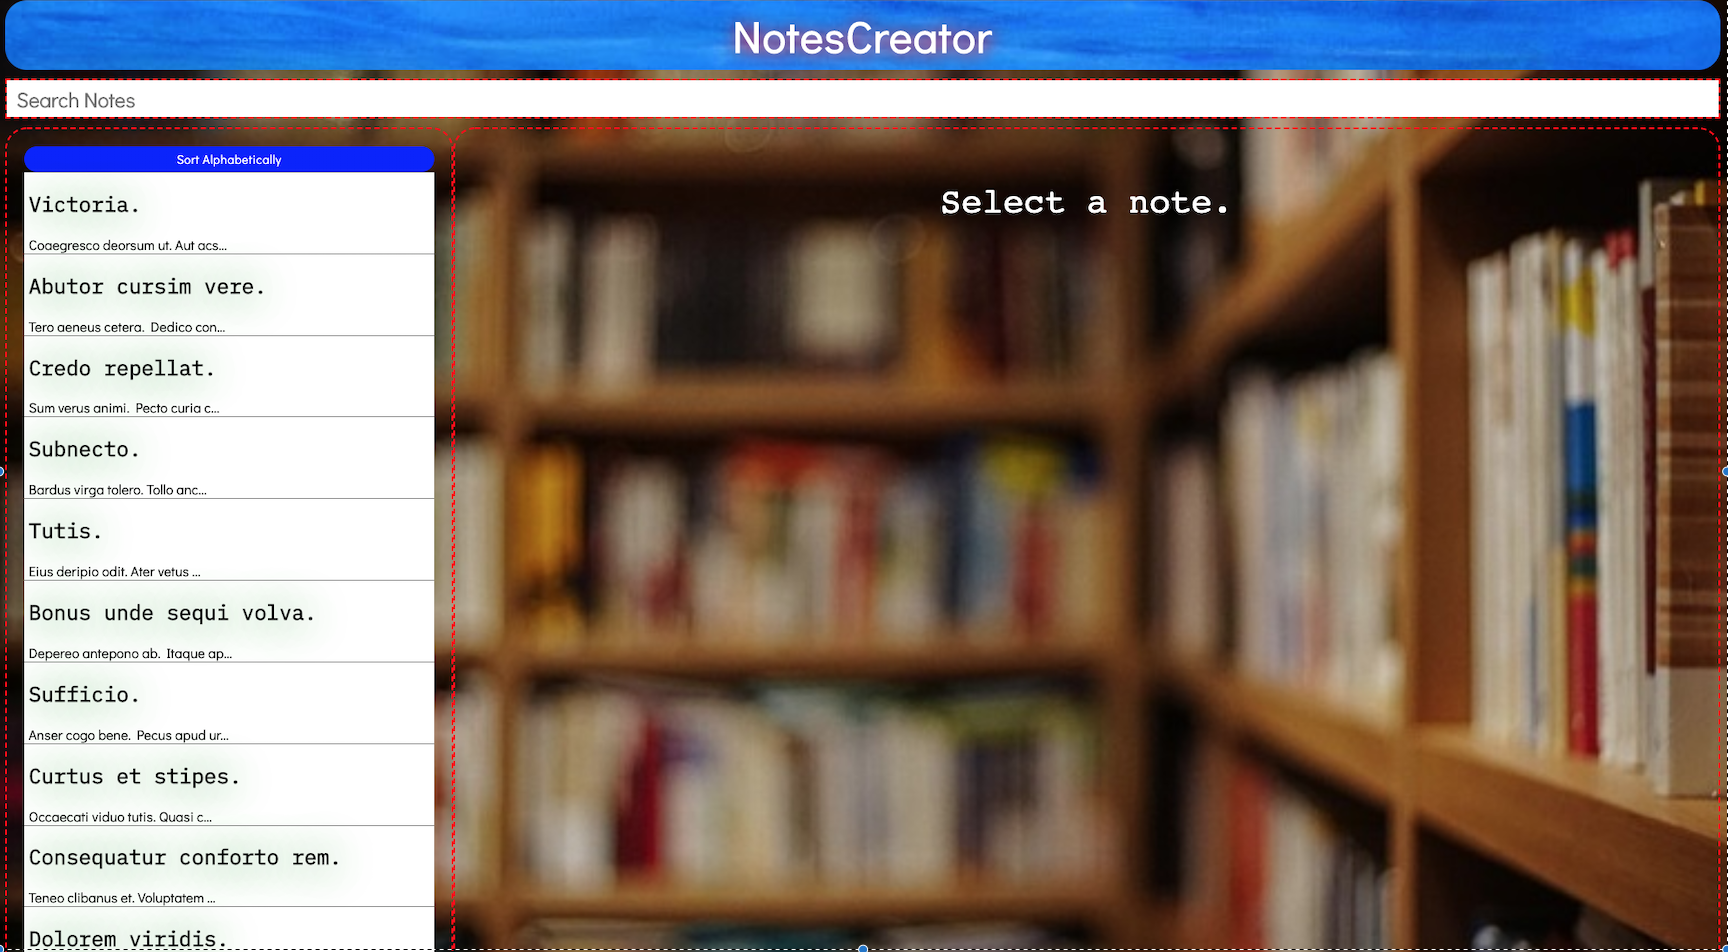 NotesCreator
Search Notes
Sort Alphabetically
Select a note.
Victoria.
Coaegresco deorsum ut. Aut acs...
Abutor cursim vere.
Tero aeneus cetera. Dedico con...
Credo repellat.
Sum verus animi. Pecto curia c...
Subnecto.
Bardus virga tolero. Tollo anc...
Tutis.
Eius deripio odit. Ater vetus ...
Bonus unde sequi volva.
Depereo antepono ab. Itaque ap...
Sufficio.
Anser cogo bene. Pecus apud ur...
Curtus et stipes.
Occaecati viduo tutis. Quasi c...
Consequatur conforto rem.
Teneo clibanus et. Voluptatem ...
Dolorem viridis.